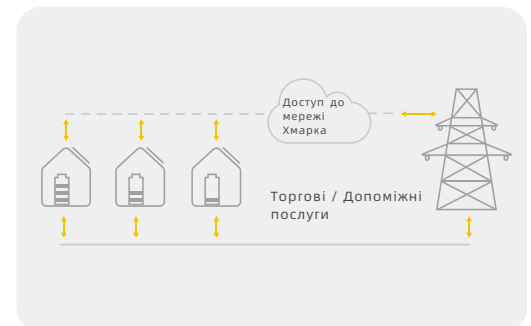 Доступ до
мережі
Хмарка
Торгові / Допоміжні
послуги